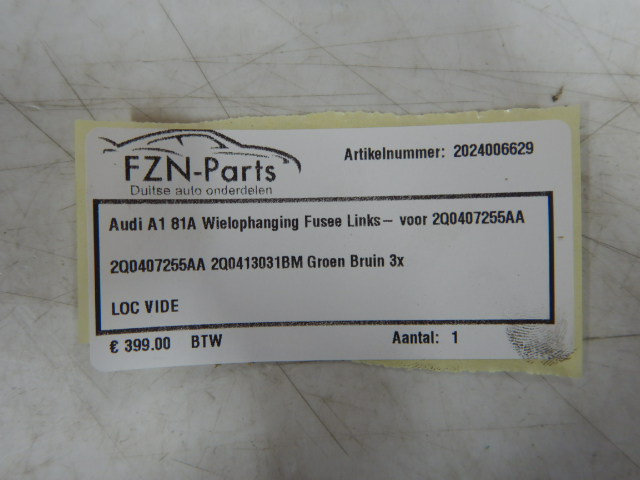 FZN-Parts
Duitse auto onderdelen
Artikelnummer: 2024006629
Audi A1 81A Wielophanging Fusee Links- voor 2Q0407255AA
2Q0407255AA 2Q0413031BM Groen Bruin 3x
LOC VIDE
€ 399.00 BTW Aantal: 1